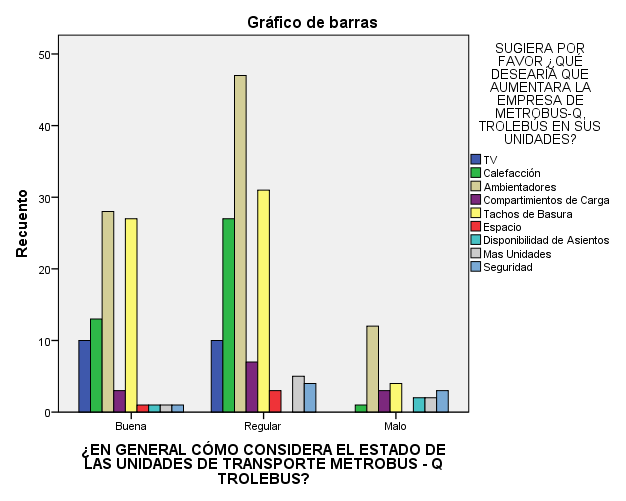 Gráfico de barras
SUGIERA POR
FAVOR ¿QUÉ
DESEARÍA QUE
AUMENTARA LA
EMPRESA DE
METROBUS-Q,
TROLEBÚS EN SUS
UNIDADES?
TV
Calefacción
Ambientadores
Compartimientos de Carga
Tachos de Basura
Espacio
Disponibilidad de Asientos
Mas Unidades
Seguridad
Recuento
50
40
30
20
10
0
Buena
Regular
Malo
¿EN GENERAL CÓMO CONSIDERA EL ESTADO DE
LAS UNIDADES DE TRANSPORTE METROBUS - Q
TROLEBUS?